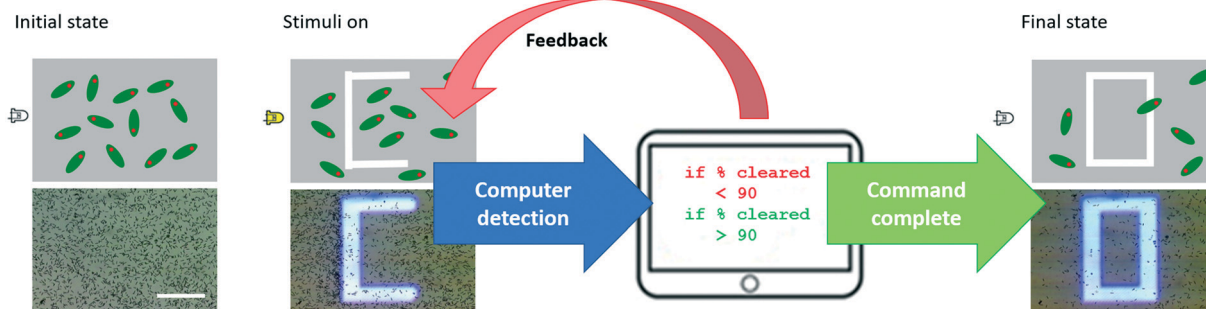 Initial state
Stimuli on
Feedback
Final state
Computer
detection
if % cleared
< 90
if % cleared
> 90
Command
complete